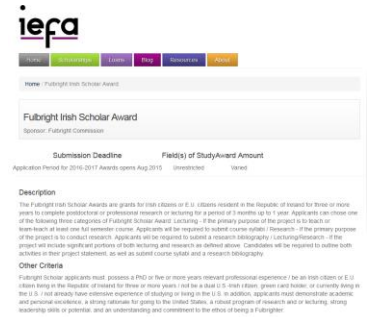 iefa
Home Scholarships Loans Blog Resources About
Home / Fulbright Irish Scholar Award
Fulbright Irish Scholar Award
Sponsor: Fulbright Commission
Submission Deadline Field(s) of Study Award Amount
Application Period for 2016-2017 Awards opens Aug 2015 Unrestricted Varied
Description
The Fulbright Irish Scholar Awards are grants for Irish citizens or E.U. citizens resident in the Republic of Ireland for three or more
years to complete postdoctoral or professional research or lecturing for a period of 3 months up to 1 year. Applicants can chose one
of the following three categories of Fulbright Scholar Award: Lecturing - if the primary purpose of the project is to teach or
team-teach at least one full semester course. Applicants will be required to submit course syllabi / Research - if the primary purpose
of the project is to conduct research. Applicants will be required to submit a research bibliography / Lecturing/Research - if the
project will include significant portions of both lecturing and research as defined above. Candidates will be required to outline both
activities in their project statement, as well as submit course syllabi and a research bibliography.
Other Criteria
Fulbright Scholar applicants must: possess a PhD or five or more years relevant professional experience / be an Irish citizen or E.U.
citizen living in the Republic of Ireland for three or more years / not be a dual U.S.-Irish citizen, green card holder, or currently living in
the U.S. / not already have extensive experience of studying or living in the U.S. In addition, applicants must demonstrate academic
and personal excellence, a strong rationale for going to the United States, a robust program of research and or lecturing, strong
leadership skills or potential, and an understanding and commitment to the ethos of being a Fulbrighter.